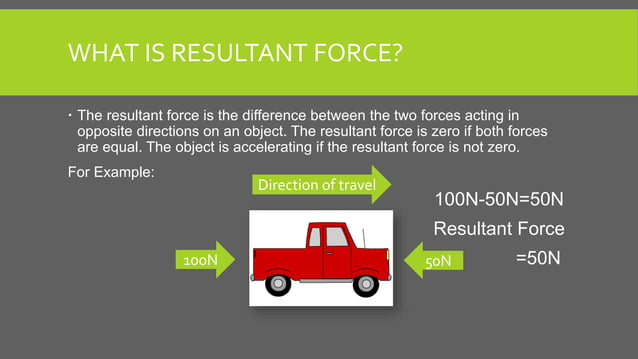 WHAT IS RESULTANT FORCE?
The resultant force is the difference between the two forces acting in
opposite directions on an object. The resultant force is zero if both forces
are equal. The object is accelerating if the resultant force is not zero.
For Example:
Direction of travel
100N-50N=50N
Resultant Force
=50N
100N
50N